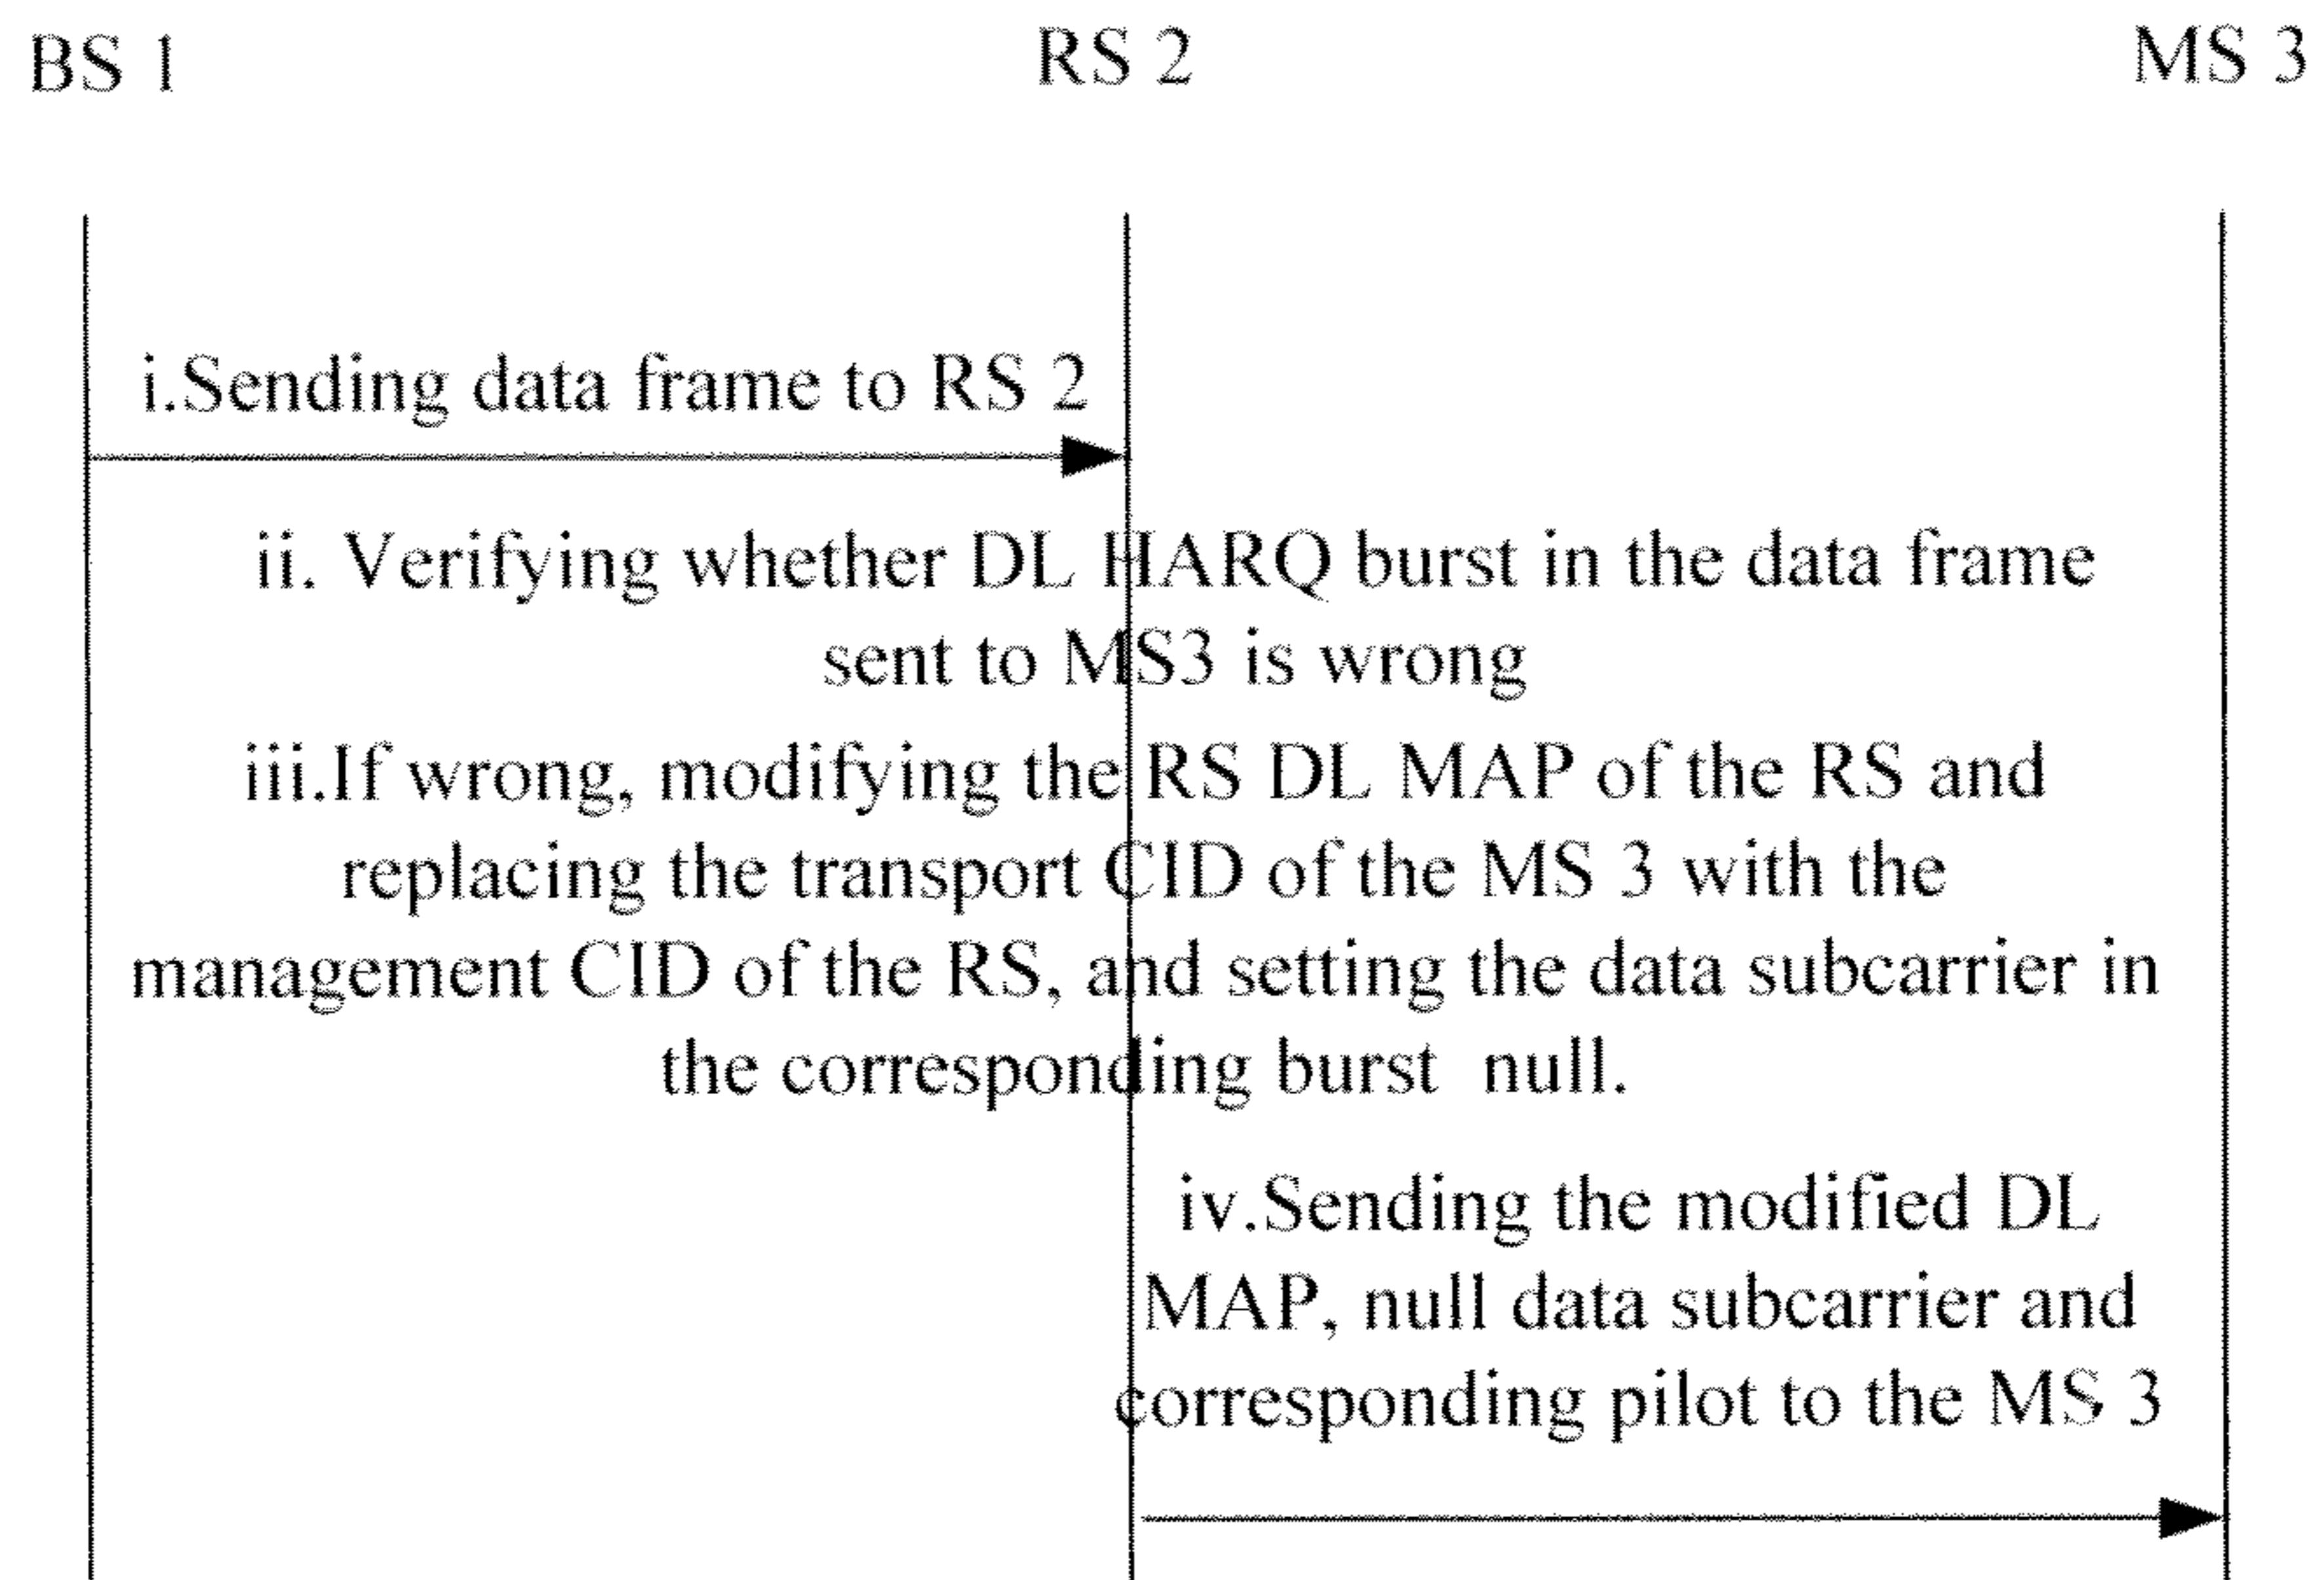 BS 1
RS 2
MS 3
i.Sending data frame to RS 2
ii. Verifying whether DL HARQ burst in the data frame
sent to MS3 is wrong
iii.If wrong, modifying the RS DL MAP of the RS and
replacing the transport CID of the MS 3 with the
management CID of the RS, and setting the data subcarrier in
the corresponding burst null.
iv.Sending the modified DL
MAP, null data subcarrier and
corresponding pilot to the MS 3